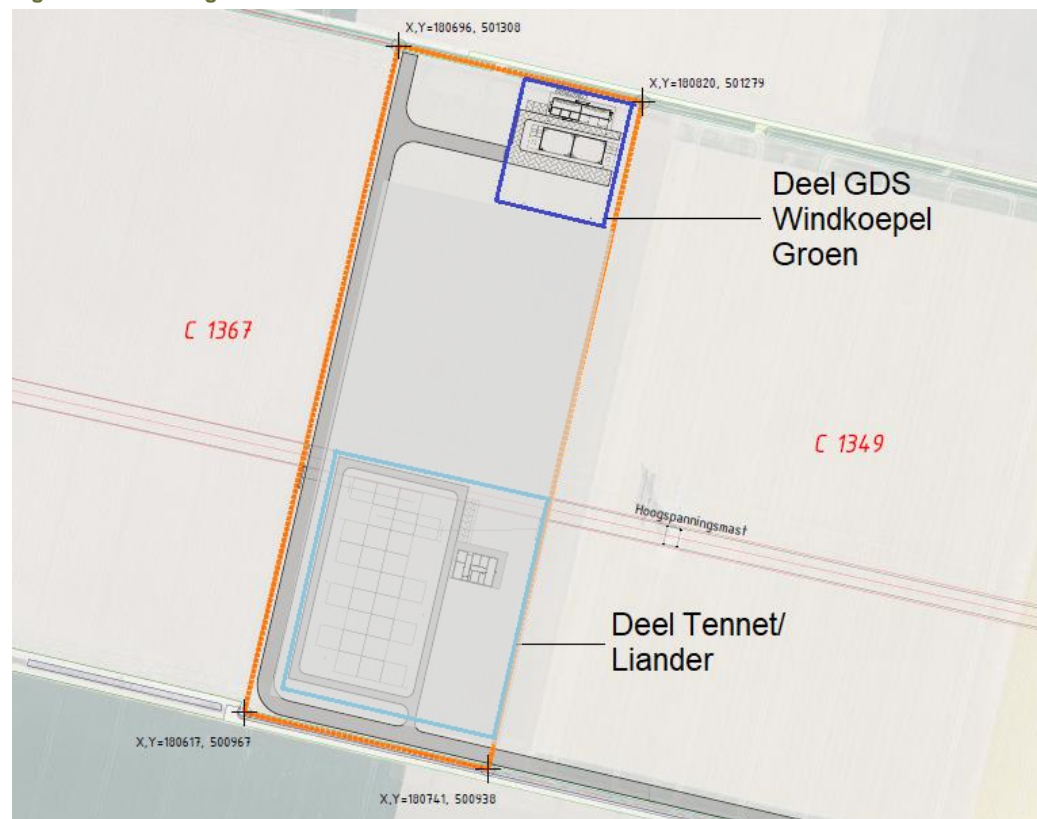 X,Y=180696, 501308
X,Y=180820, 501279
Deel GDS
Windkoepel
Groen
C 1367
C 1349
Hoogspanningsmast
Deel Tennet/
Liander
X,Y=180617, 500967
X,Y=180741, 500938